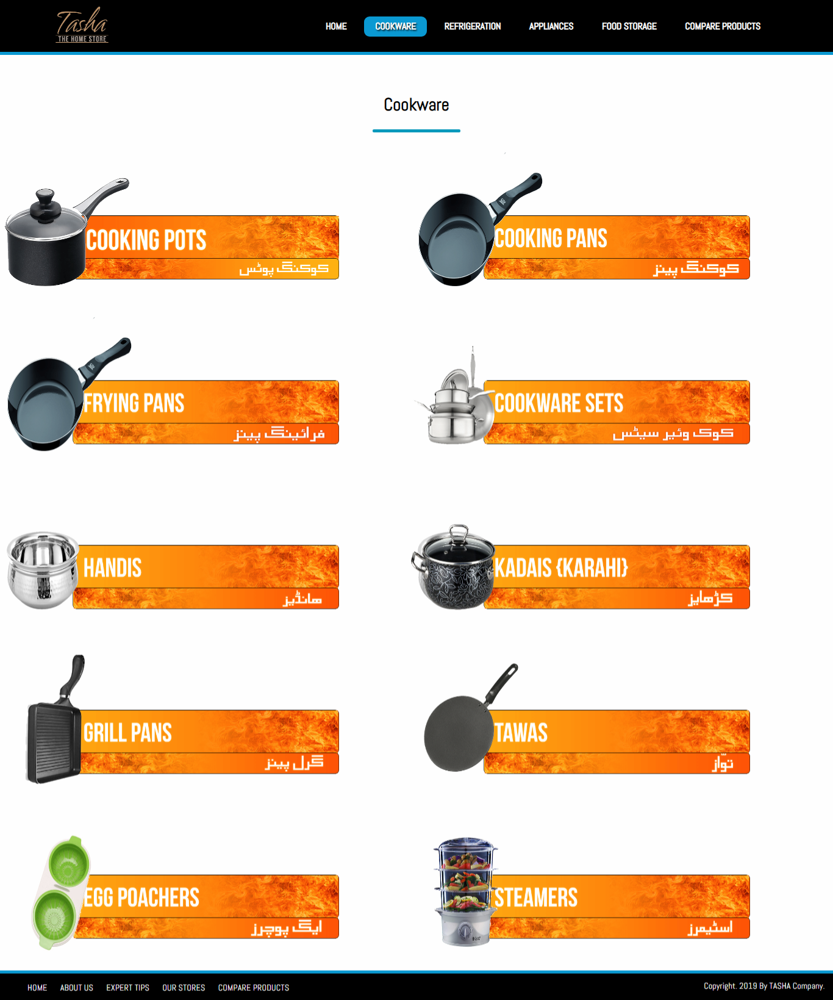 Tasha
THE HOME STORE
HOME COOKWARE REFRIGERATION APPLIANCES FOOD STORAGE COMPARE PRODUCTS
Cookware
COOKING POTS
کوکنگ پوٹس
COOKING PANS
کوکنگ پینز
FRYING PANS
فرائینگ پینز
COOKWARE SETS
کوک وئیر سیٹس
HANDIS
ھانڈیز
KADAIS {KARAHI}
کڑھایز
GRILL PANS
گرل پینز
TAWAS
توّاز
EGG POACHERS
ایگ پوچرز
STEAMERS
اسٹیمرز
HOME ABOUT US EXPERT TIPS OUR STORES COMPARE PRODUCTS
Copyright. 2019 By TASHA Company.